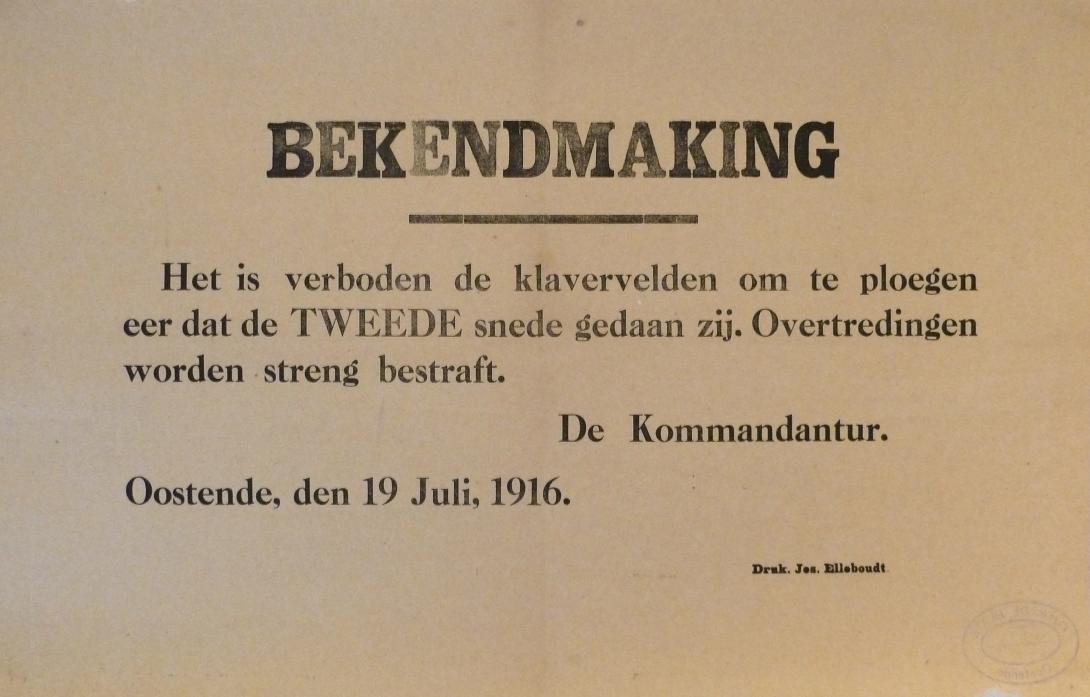 BEKENDMAKING
Het is verboden de klavervelden om te ploegen
eer dat de TWEEDE snede gedaan zij. Overtredingen
worden streng bestraft.
De Kommandantur.
Oostende, den 19 Juli, 1916.
Druk. Jos. Elleboudt